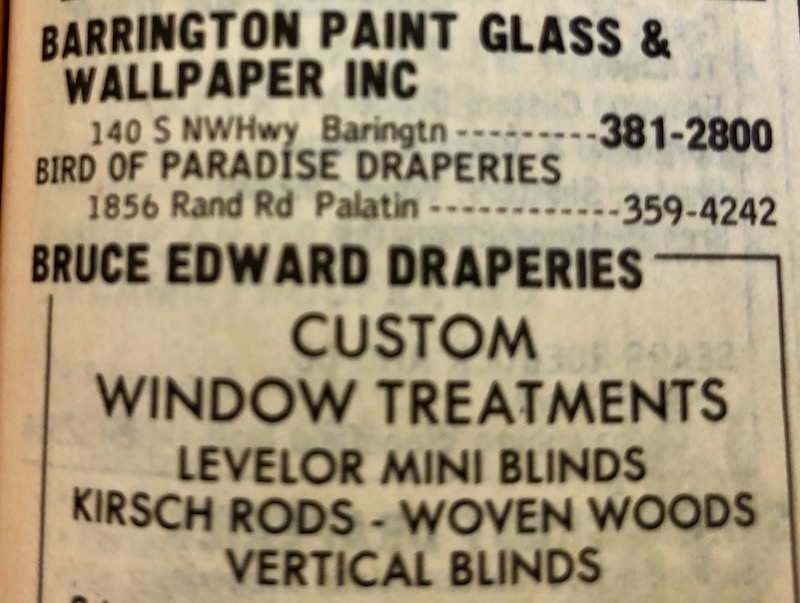 BARRINGTON PAINT GLASS &
WALLPAPER INC
140 S NWHwy Baringtn ---------381-2800
BIRD OF PARADISE DRAPERIES
1856 Rand Rd Palatin ------------359-4242
BRUCE EDWARD DRAPERIES
CUSTOM
WINDOW TREATMENTS
LEVELOR MINI BLINDS
KIRSCH RODS - WOVEN WOODS
VERTICAL BLINDS